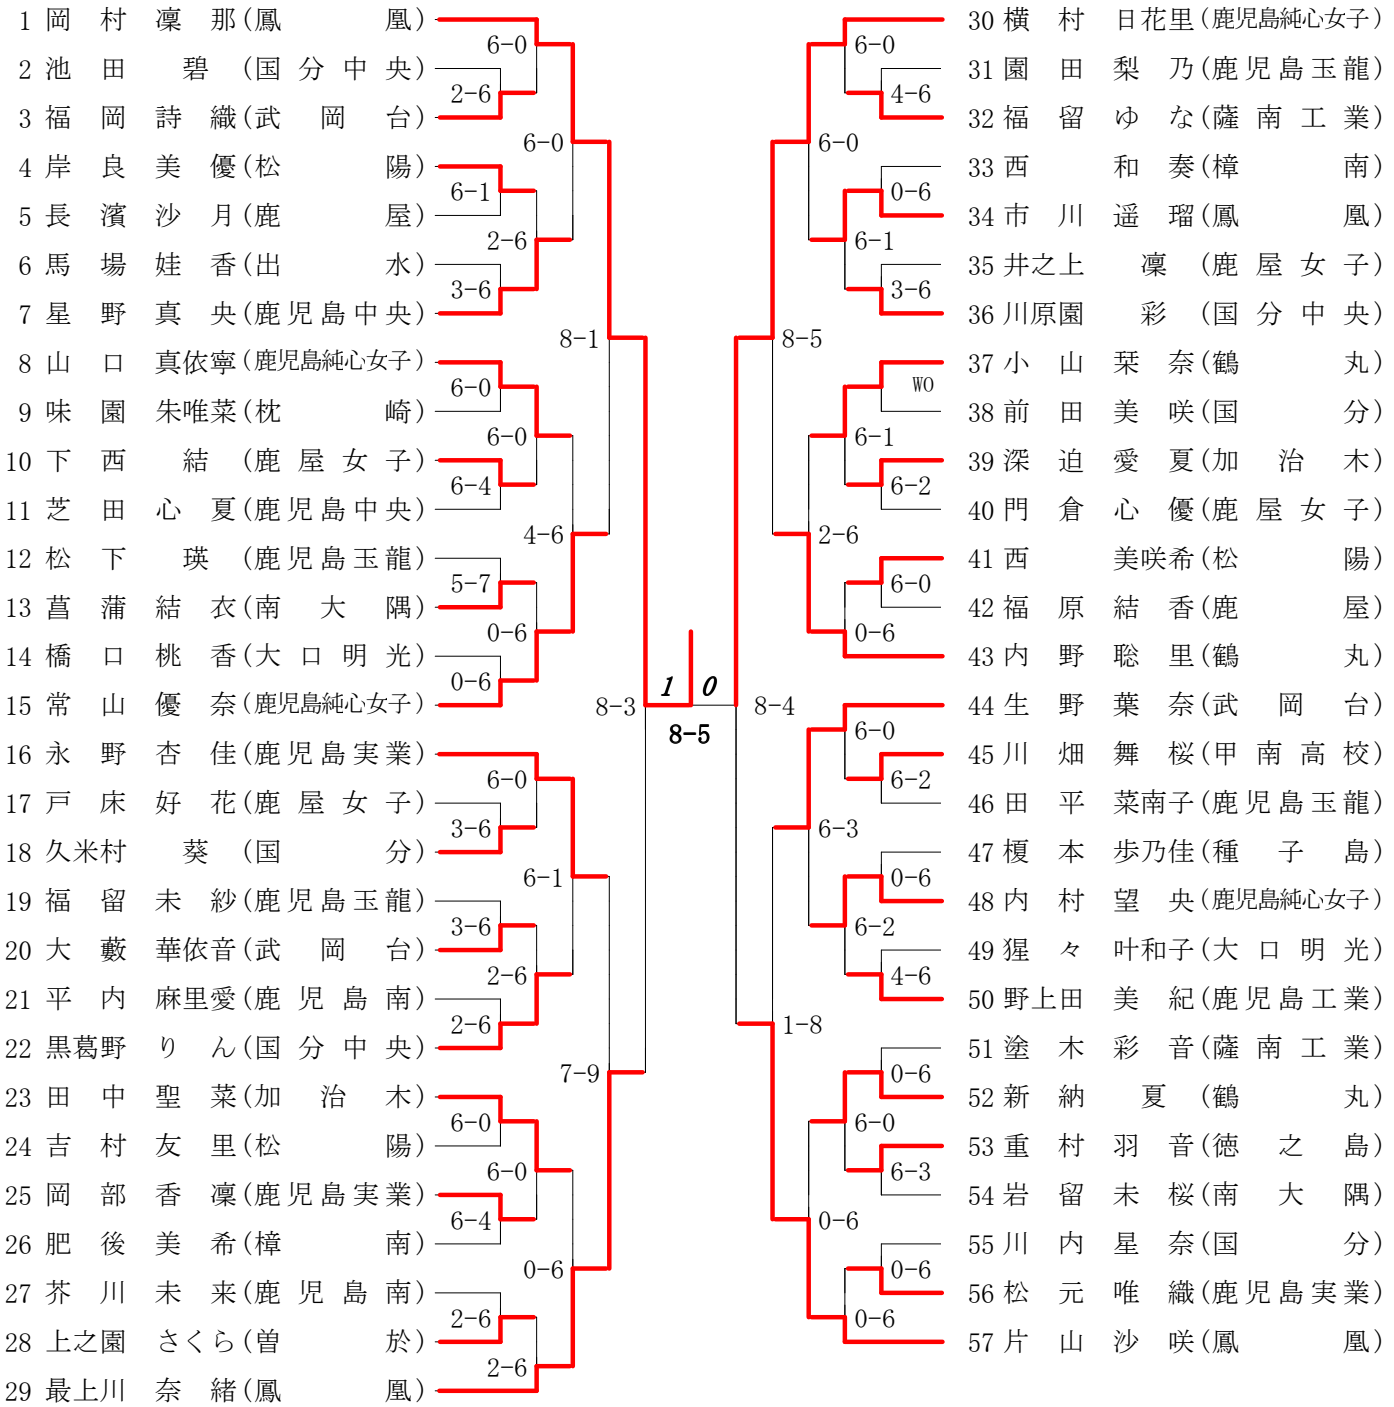 1 岡村凜那(鳳凰)
2 池田碧(国分中央)
3 福岡詩織(武岡台)
4 岸良美優(松陽)
5 長濱沙月(鹿屋)
6 馬場娃香(出水)
7 星野真央(鹿児島中央)
8 山口真依寧(鹿児島純心女子)
9 味園朱唯菜(枕崎)
10 下西結(鹿屋女子)
11 芝田心夏(鹿児島中央)
12 松下瑛(鹿児島玉龍)
13 菖蒲結衣(南大隅)
14 橋口桃香(大口明光)
15 常山優奈(鹿児島純心女子)
16 永野杏佳(鹿児島実業)
17 戸床好花(鹿屋女子)
18 久米村葵(国分)
19 福留未紗(鹿児島玉龍)
20 大藪華依音(武岡台)
21 平内麻里愛(鹿児島南)
22 黒葛野りん(国分中央)
23 田中聖菜(加治木)
24 吉村友里(松陽)
25 岡部香凜(鹿児島実業)
26 肥後美希(樟南)
27 芥川未来(鹿児島南)
28 上之園さくら(曽於)
29 最上川奈緒(鳳凰)
6-0
2-6
6-0
6-1
2-6
3-6
8-1
6-0
6-0
6-4
4-6
5-7
0-6
0-6
8-3
6-0
3-6
6-1
3-6
2-6
2-6
7-9
6-0
6-0
6-4
0-6
2-6
2-6
1 0
8-5
30 横村日花里(鹿児島純心女子)
31 園田梨乃(鹿児島玉龍)
32 福留ゆな(薩南工業)
33 西和奏(樟南)
34 市川遥瑠(鳳凰)
35 井之上凜(鹿屋女子)
36 川原園彩(国分中央)
37 小山栞奈(鶴丸)
38 前田美咲(国分)
39 深迫愛夏(加治木)
40 門倉心優(鹿屋女子)
41 西美咲希(松陽)
42 福原結香(鹿屋)
43 内野聡里(鶴丸)
44 生野葉奈(武岡台)
45 川畑舞桜(甲南高校)
46 田平菜南子(鹿児島玉龍)
47 榎本歩乃佳(種子島)
48 内村望央(鹿児島純心女子)
49 猩々叶和子(大口明光)
50 野上田美紀(鹿児島工業)
51 塗木彩音(薩南工業)
52 新納夏(鶴丸)
53 重村羽音(徳之島)
54 岩留未桜(南大隅)
55 川内星奈(国分)
56 松元唯織(鹿児島実業)
57 片山沙咲(鳳凰)
6-0
4-6
6-0
0-6
6-1
3-6
8-5
WO
6-1
6-2
2-6
6-0
0-6
8-4
6-0
6-2
6-3
0-6
6-2
4-6
1-8
0-6
6-0
6-3
0-6
0-6
0-6